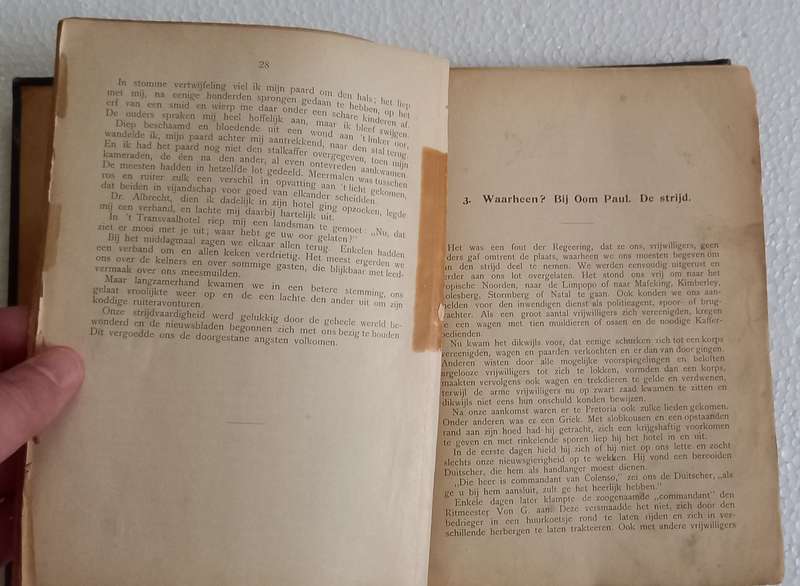 28
In stomme vertwijfeling viel ik mijn paard om den hals; het liep
met mij, na eenige honderden sprongen gedaan te hebben, op het
erf van een smid en wierp me daar onder een schare kinderen af.
De ouders spraken mij heel hoffelijk aan, maar ik bleef zwijgen.
Diep beschaamd en bloedende uit een wond aan 't linker oor,
wandelde ik, mijn paard achter mij aantrekkend, naar den stal terug.
En ik had het paard nog niet den stalkaffer overgegeven, toen mijn
kameraden, de één na den ander, al even ontevreden aankwamen.
De meesten hadden in hetzelfde lot gedeeld. Meermalen was tusschen
ros en ruiter zulk een verschil in opvatting aan 't licht gekomen,
dat beiden in vijandschap voor goed van elkander scheidden.
Dr. Albrecht, dien ik dadelijk in zijn hotel ging opzoeken, legde
mij een verband, en lachte mij daarbij hartelijk uit.
In 't Transvaalhotel riep mij een landsman te gemoet: „Nu, dat
ziet er mooi met je uit; waar hebt ge uw oor gelaten?"
Bij het middagmaal zagen we elkaar allen terug. Enkelen hadden
een verband om en allen keken verdrietig. Het meest ergerden we
ons over de kelners en over sommige gasten, die blijkbaar met leed-
vermaak over ons meesmuilden.
Maar langzamerhand kwamen we in een betere stemming, ons
gelaat vroolijkte weer op en de een lachte den ander uit om zijn
koddige ruiteravonturen.
Onze strijdvaardigheid werd gelukkig door de geheele wereld be-
wonderd en de nieuwsbladen begonnen zich met ons bezig te houden.
Dit vergoedde ons de doorgestane angsten volkomen.
3. Waarheen? Bij Oom Paul. De strijd.
Het was een fout der Regeering, dat ze ons, vrijwilligers, geen
ders gaf omtrent de plaats, waarheen we ons moesten begeven om
an den strijd deel te nemen. We werden eenvoudig uitgerust en
erder aan ons lot overgelaten. Het stond ons vrij om naar het
opische Noorden, naar de Limpopo of naar Mafeking, Kimberley,
olesberg, Stormberg of Natal te gaan. Ook konden we ons aan-
elden voor den inwendigen dienst als politieagent, spoor- of brug-
achter. Als een groot aantal vrijwilligers zich vereenigden, kregen
e een wagen met tien muildieren of ossen en de noodige Kaffer-
bedienden.
Nu kwam het dikwijls voor, dat eenige schurken zich tot een korps
vereenigden, wagen en paarden verkochten en er dan van door gingen.
Anderen wisten door alle mogelijke voorspiegelingen en beloften
argelooze vrijwilligers tot zich te lokken, vormden dan een korps,
maakten vervolgens ook wagen en trekdieren te gelde en verdwenen,
terwijl de arme vrijwilligers nu op zwart zaad kwamen te zitten en
dikwijls niet eens hun onschuld konden bewijzen.
Na onze aankomst waren er te Pretoria ook zulke lieden gekomen.
Onder anderen was er een Griek. Met slobkousen en een opstaanden
rand aan zijn hoed had hij getracht, zich een krijgshaftig voorkomen
te geven en met rinkelende sporen liep hij het hotel in en uit.
In de eerste dagen hield hij zich of hij niet op ons lette en zocht
slechts onze nieuwsgierigheid op te wekken. Hij vond een berooiden
Duitscher, die hem als handlanger moest dienen.
„Die heer is commandant van Colenso," zei ons de Duitscher, „als
ge u bij hem aansluit, zult ge het heerlijk hebben."
Enkele dagen later klampte de zoogenaamde „commandant" den
Ritmeester Von G. aan. Deze versmaadde het niet, zich door den
bedrieger in een huurkoetsje rond te laten rijden en zich in ver-
schillende herbergen te laten trakteeren. Ook met andere vrijwilligers